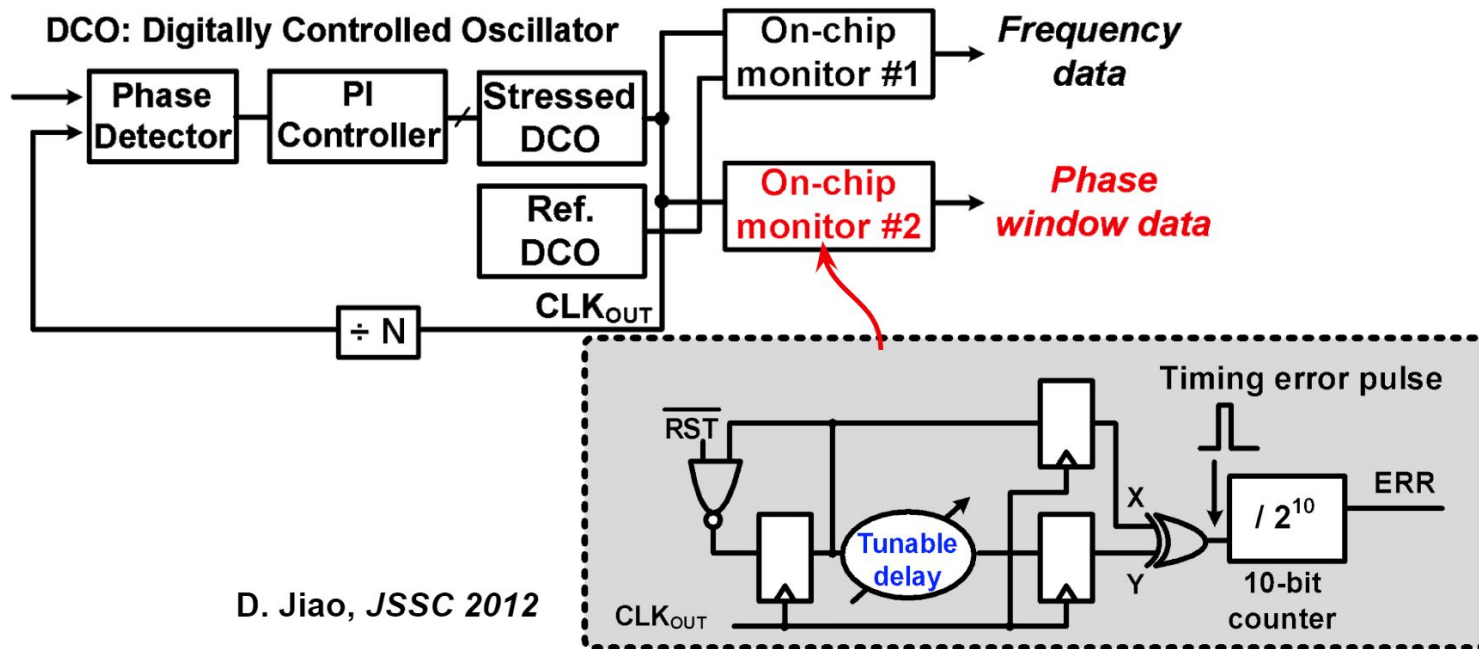 DCO: Digitally Controlled Oscillator
Phase
Detector
PI
Controller
Stressed
DCO
Ref.
DCO
On-chip
monitor #1
Frequency
data
On-chip
monitor #2
Phase
window data
CLKOUT
÷ N
Timing error pulse
RST
X
Y
Tunable
delay
/ 2^10
ERR
10-bit
counter
CLKOUT
D. Jiao, JSSC 2012